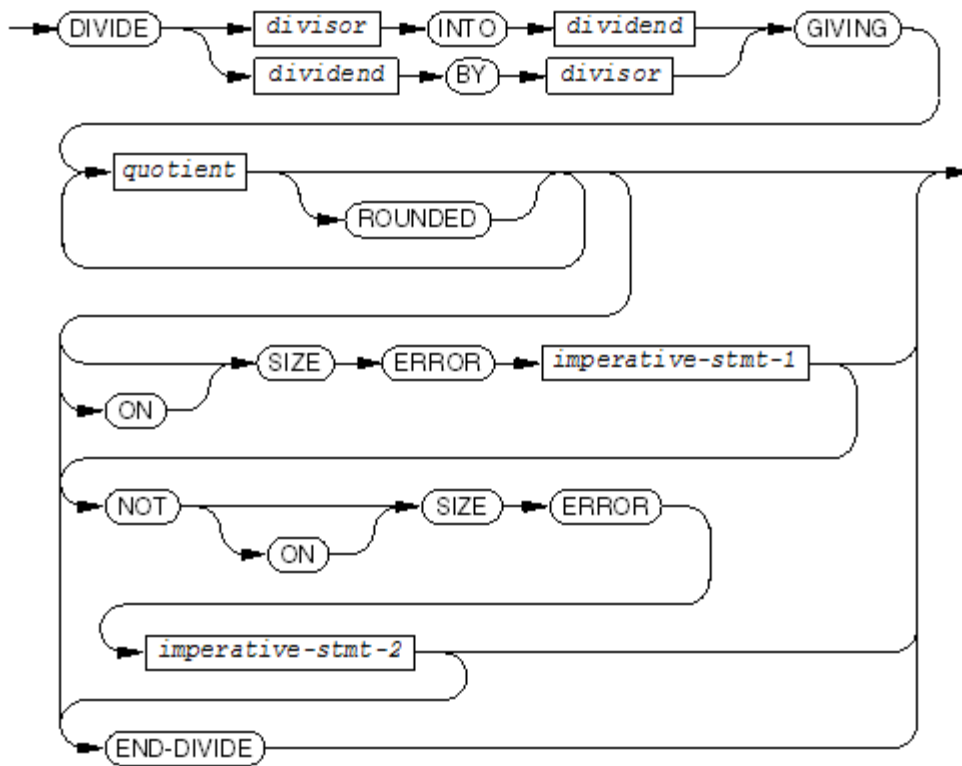 DIVIDE divisor INTO dividend GIVING
dividend BY divisor
quotient
ROUNDED
SIZE ERROR imperative-stmt-1
ON
NOT SIZE ERROR
ON
imperative-stmt-2
END-DIVIDE